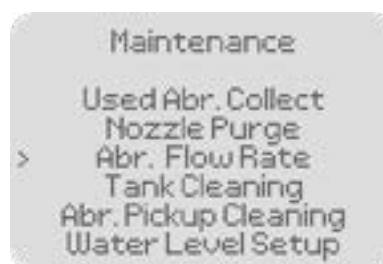 Maintenance
Used Abr. Collect
Nozzle Purge
> Abr. Flow Rate
Tank Cleaning
Abr. Pickup Cleaning
Water Level Setup